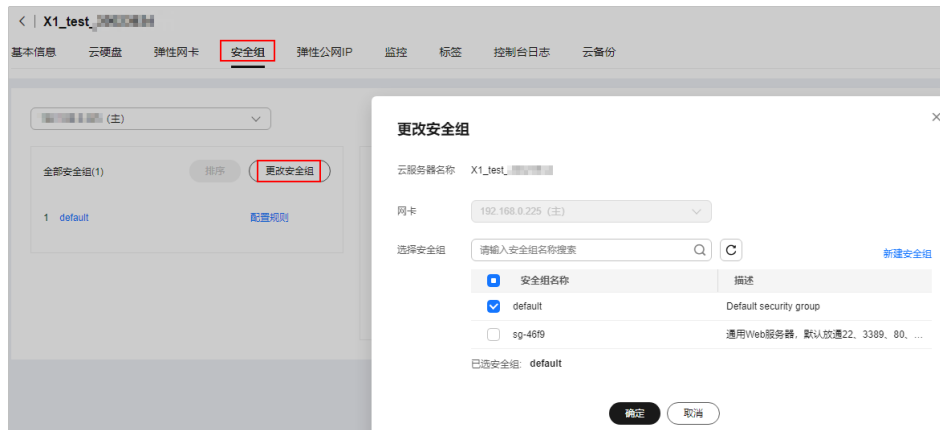 X1_test_
基本信息 云硬盘 弹性网卡 安全组 弹性公网IP 监控 标签 控制台日志 云备份
(主)
全部安全组(1) 排序 更改安全组
1 default 配置规则
更改安全组
云服务器名称 X1_test_
网卡 192.168.0.225 (主)
选择安全组 请输入安全组名称搜索 新建安全组
安全组名称 描述
default Default security group
sg-46f9 通用Web服务器，默认放通22、3389、80、...
已选安全组: default
确定 取消